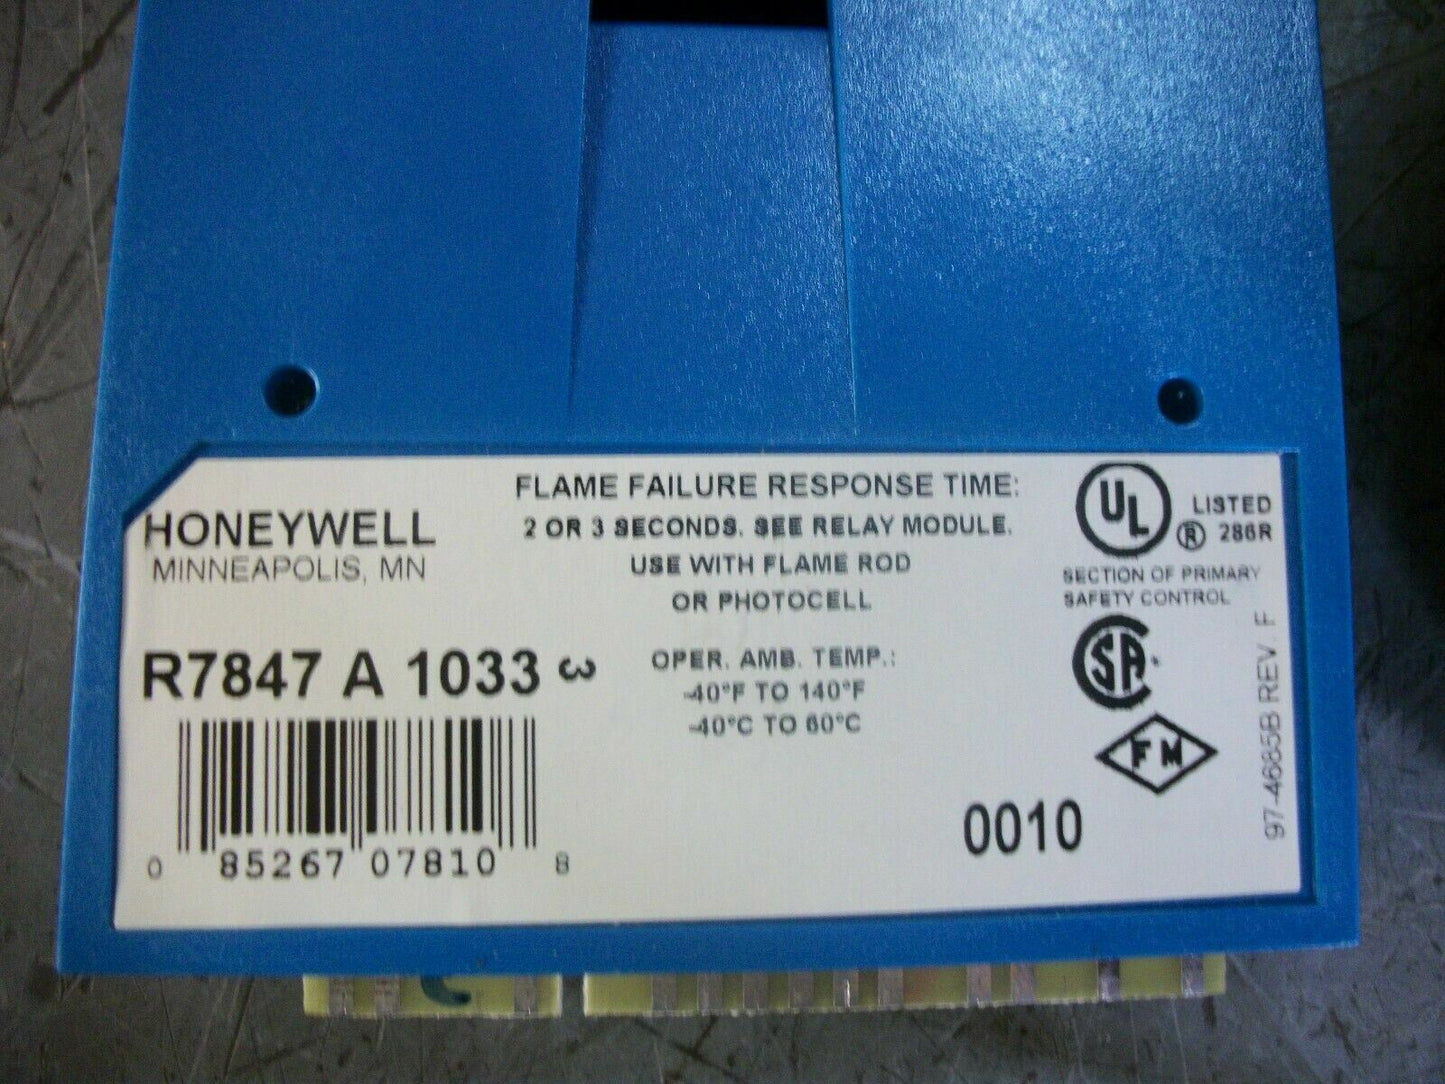 HONEYWELL
MINNEAPOLIS, MN
R7847 A 1033 3
0 85267 07810 8
FLAME FAILURE RESPONSE TIME:
2 OR 3 SECONDS. SEE RELAY MODULE.
USE WITH FLAME ROD
OR PHOTOCELL
OPER. AMB. TEMP.:
-40°F TO 140°F
-40°C TO 60°C
0010
UL ® LISTED
286R
SECTION OF PRIMARY
SAFETY CONTROL
CSA
FM
97-4685B REV. F